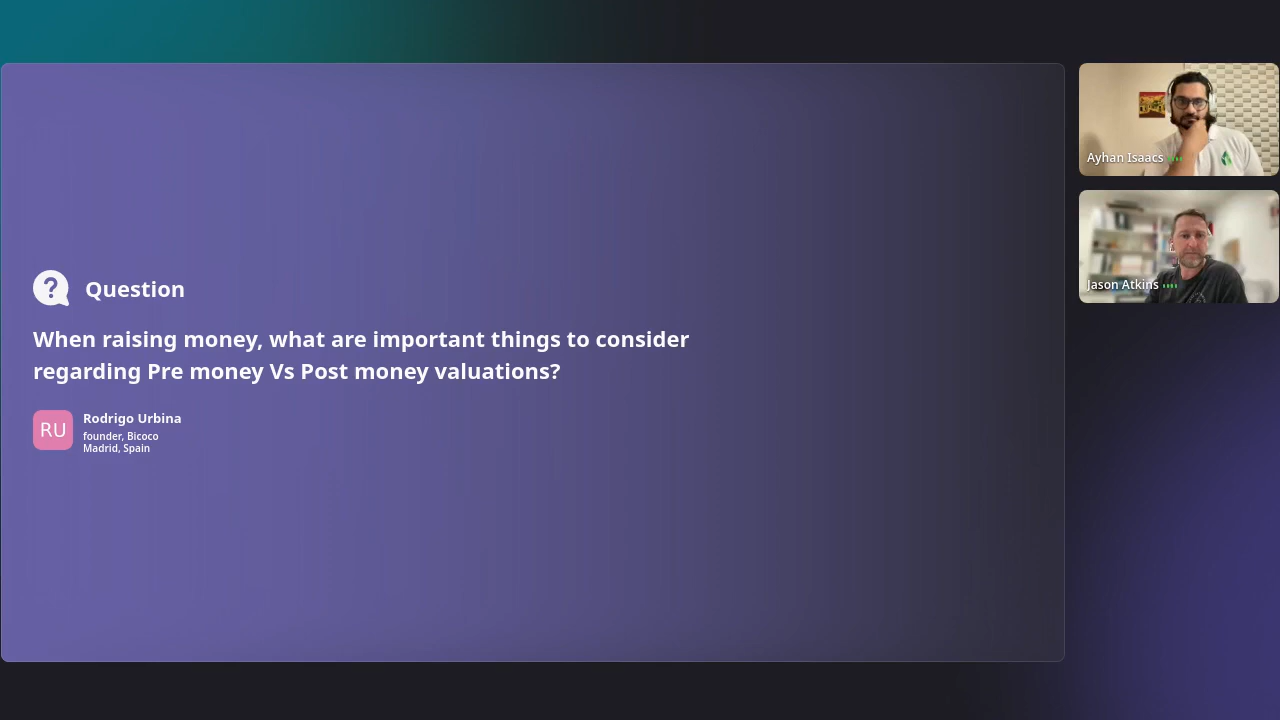 Question
When raising money, what are important things to consider
regarding Pre money Vs Post money valuations?
RU
Rodrigo Urbina
founder, Bicoco
Madrid, Spain
Ayhan Isaacs
Jason Atkins